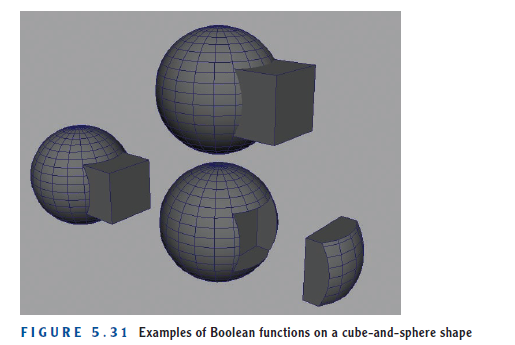 FIGURE 5.31 Examples of Boolean functions on a cube-and-sphere shape